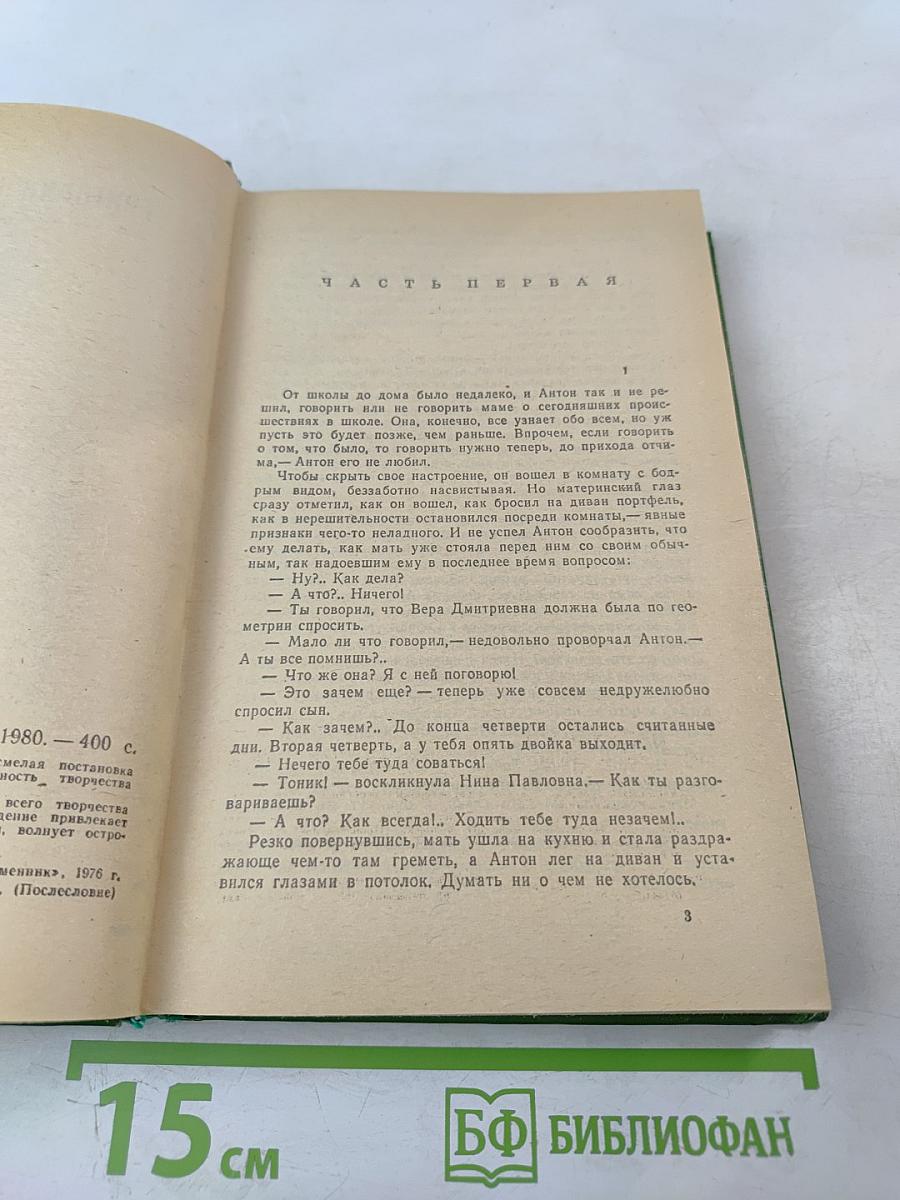 1980. — 400 с.
смелая постановка
ность творчества
всего творчества
дение привлекает
, волнует остро-
менник», 1976 г.
. (Послесловие)
ЧАСТЬ ПЕРВАЯ
1
От школы до дома было недалеко, и Антон так и не ре-
шил, говорить или не говорить маме о сегодняшних проис-
шествиях в школе. Она, конечно, все узнает обо всем, но уж
пусть это будет позже, чем раньше. Впрочем, если говорить
о том, что было, то говорить нужно теперь, до прихода отчи-
ма,— Антон его не любил.
Чтобы скрыть свое настроение, он вошел в комнату с бод-
рым видом, беззаботно насвистывая. Но материнский глаз
сразу отметил, как он вошел, как бросил на диван портфель,
как в нерешительности остановился посреди комнаты,— явные
признаки чего-то неладного. И не успел Антон сообразить, что
ему делать, как мать уже стояла перед ним со своим обыч-
ным, так надоевшим ему в последнее время вопросом:
— Ну?.. Как дела?
— А что?.. Ничего!
— Ты говорил, что Вера Дмитриевна должна была по гео-
метрии спросить.
— Мало ли что говорил,— недовольно проворчал Антон.—
А ты все помнишь?..
— Что же она? Я с ней поговорю!
— Это зачем еще? — теперь уже совсем недружелюбно
спросил сын.
— Как зачем?.. До конца четверти остались считанные
дни. Вторая четверть, а у тебя опять двойка выходит.
— Нечего тебе туда соваться!
— Тоник! — воскликнула Нина Павловна.— Как ты разго-
вариваешь?
— А что? Как всегда!.. Ходить тебе туда незачем!..
Резко повернувшись, мать ушла на кухню и стала раздра-
жающе чем-то там греметь, а Антон лег на диван и уста-
вился глазами в потолок. Думать ни о чем не хотелось.
3
15 см
БФ БИБЛИОФАН